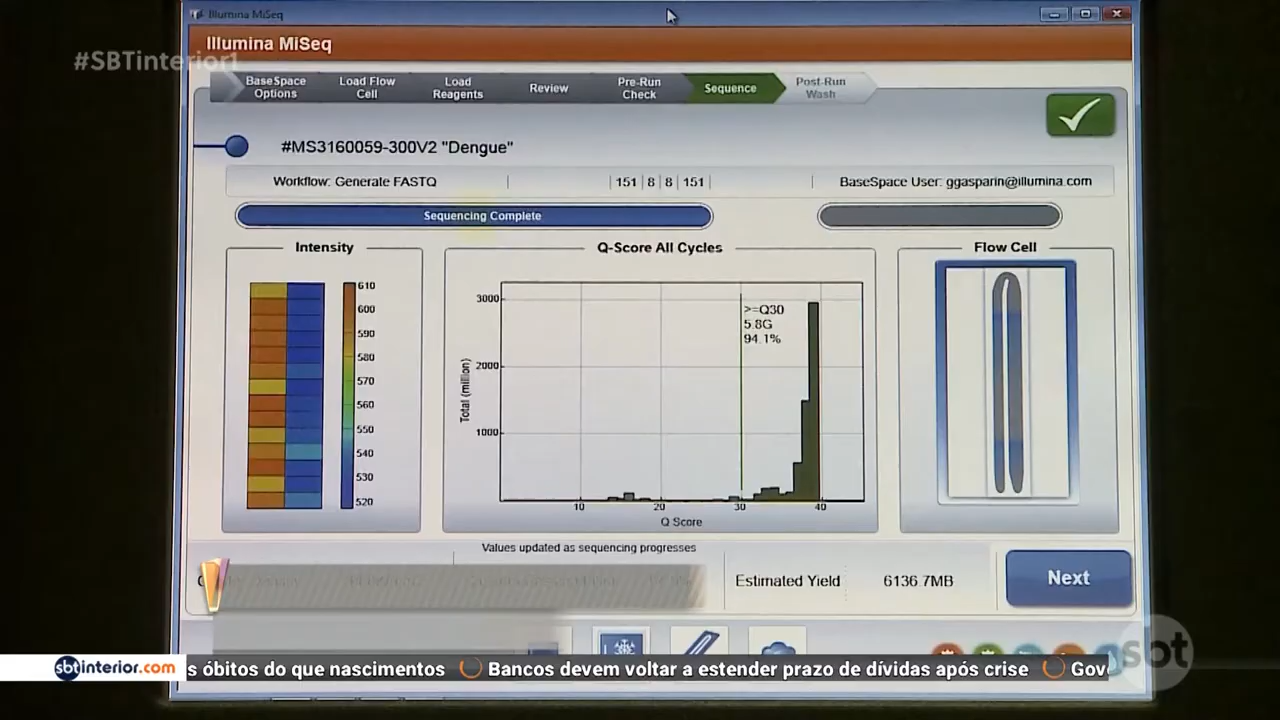 Illumina MiSeq
#SBTinterior1
Illumina MiSeq
BaseSpace Options
Load Flow Cell
Load Reagents
Review
Pre-Run Check
Sequence
Post-Run Wash
#MS3160059-300V2 "Dengue"
Workflow: Generate FASTQ
151 | 8 | 8 | 151
BaseSpace User: ggasparin@illumina.com
Sequencing Complete
Intensity
610
600
590
580
570
560
550
540
530
520
Q-Score All Cycles
Total (million)
3000
2000
1000
>=Q30
5.8G
94.1%
10 20 30 40
Q Score
Flow Cell
Values updated as sequencing progresses
Estimated Yield 6136.7MB
Next
sbt
sbtinterior.com
s óbitos do que nascimentos Bancos devem voltar a estender prazo de dívidas após crise Gov